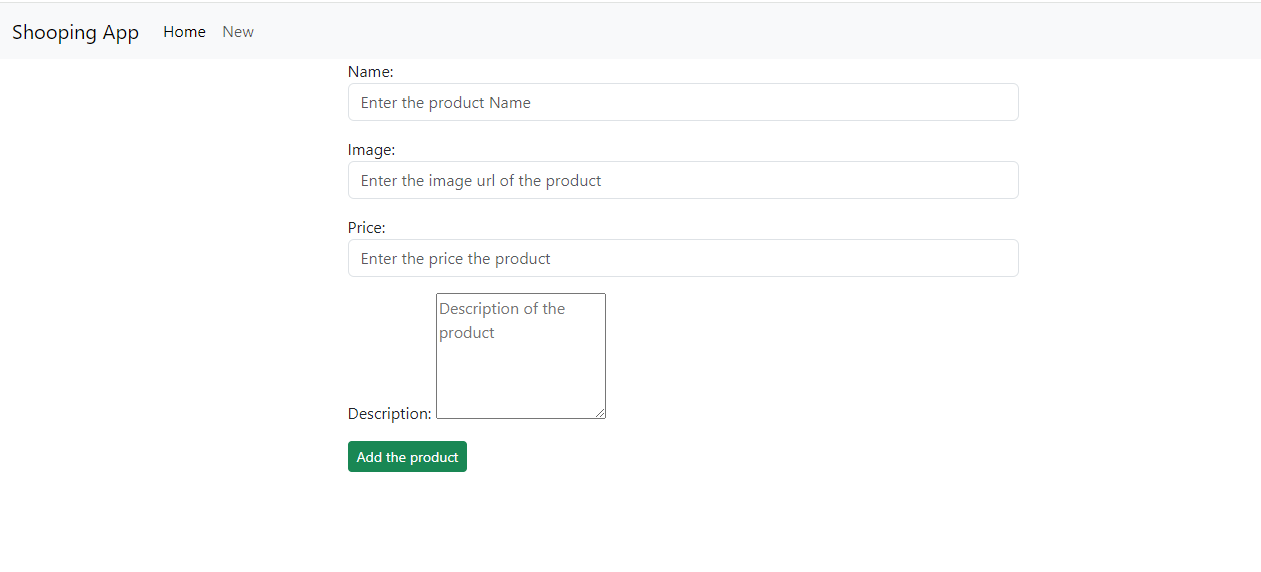 Shooping App Home New
Name:
Enter the product Name
Image:
Enter the image url of the product
Price:
Enter the price the product
Description of the
product
Description:
Add the product